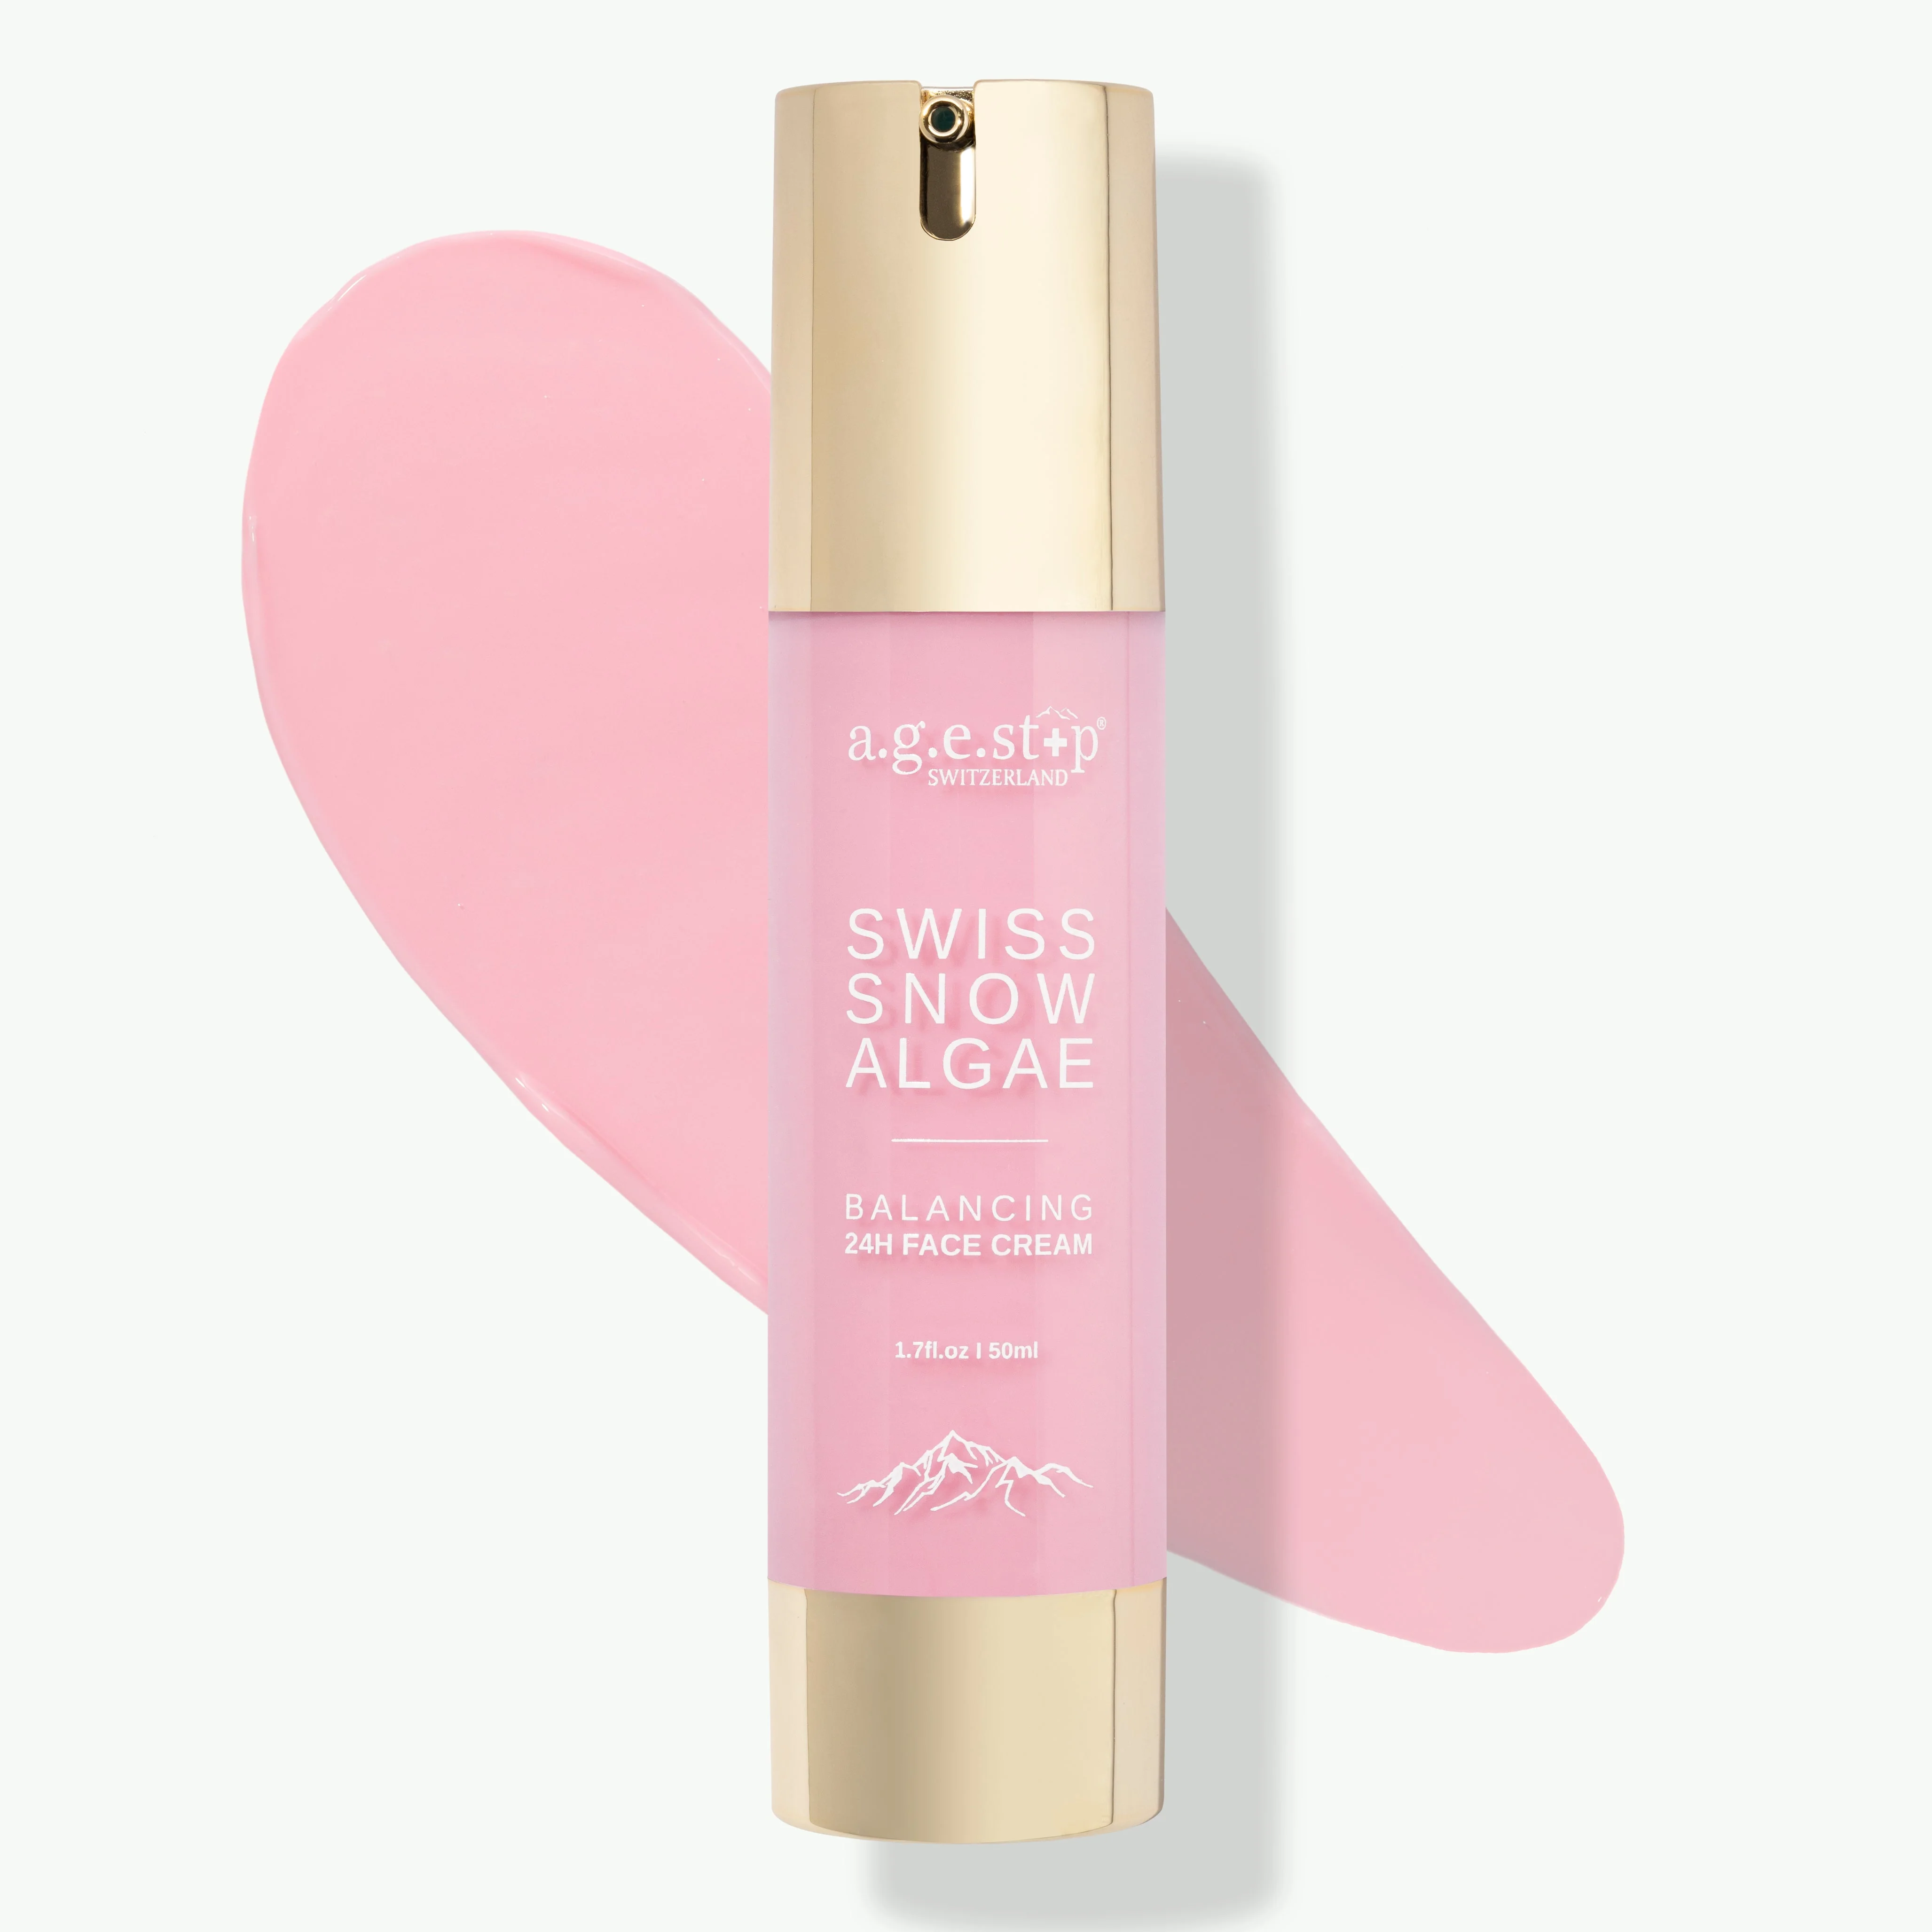 a.g.e.st+p®
SWITZERLAND
SWISS
SNOW
ALGAE
BALANCING
24H FACE CREAM
1.7fl.oz I 50ml